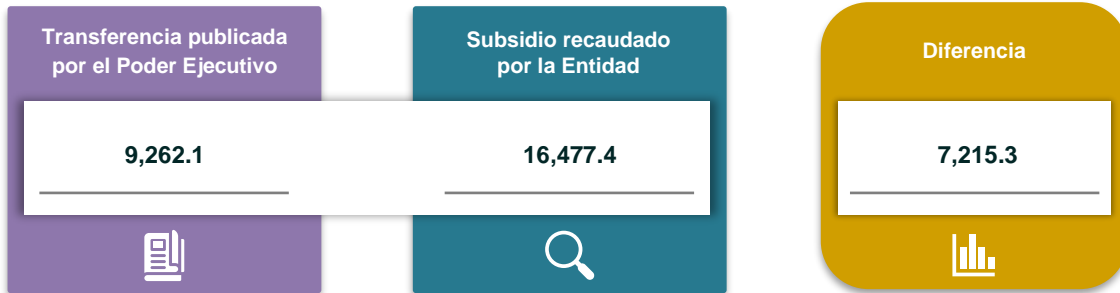 Transferencia publicada
por el Poder Ejecutivo
Subsidio recaudado
por la Entidad
Diferencia
9,262.1
16,477.4
7,215.3